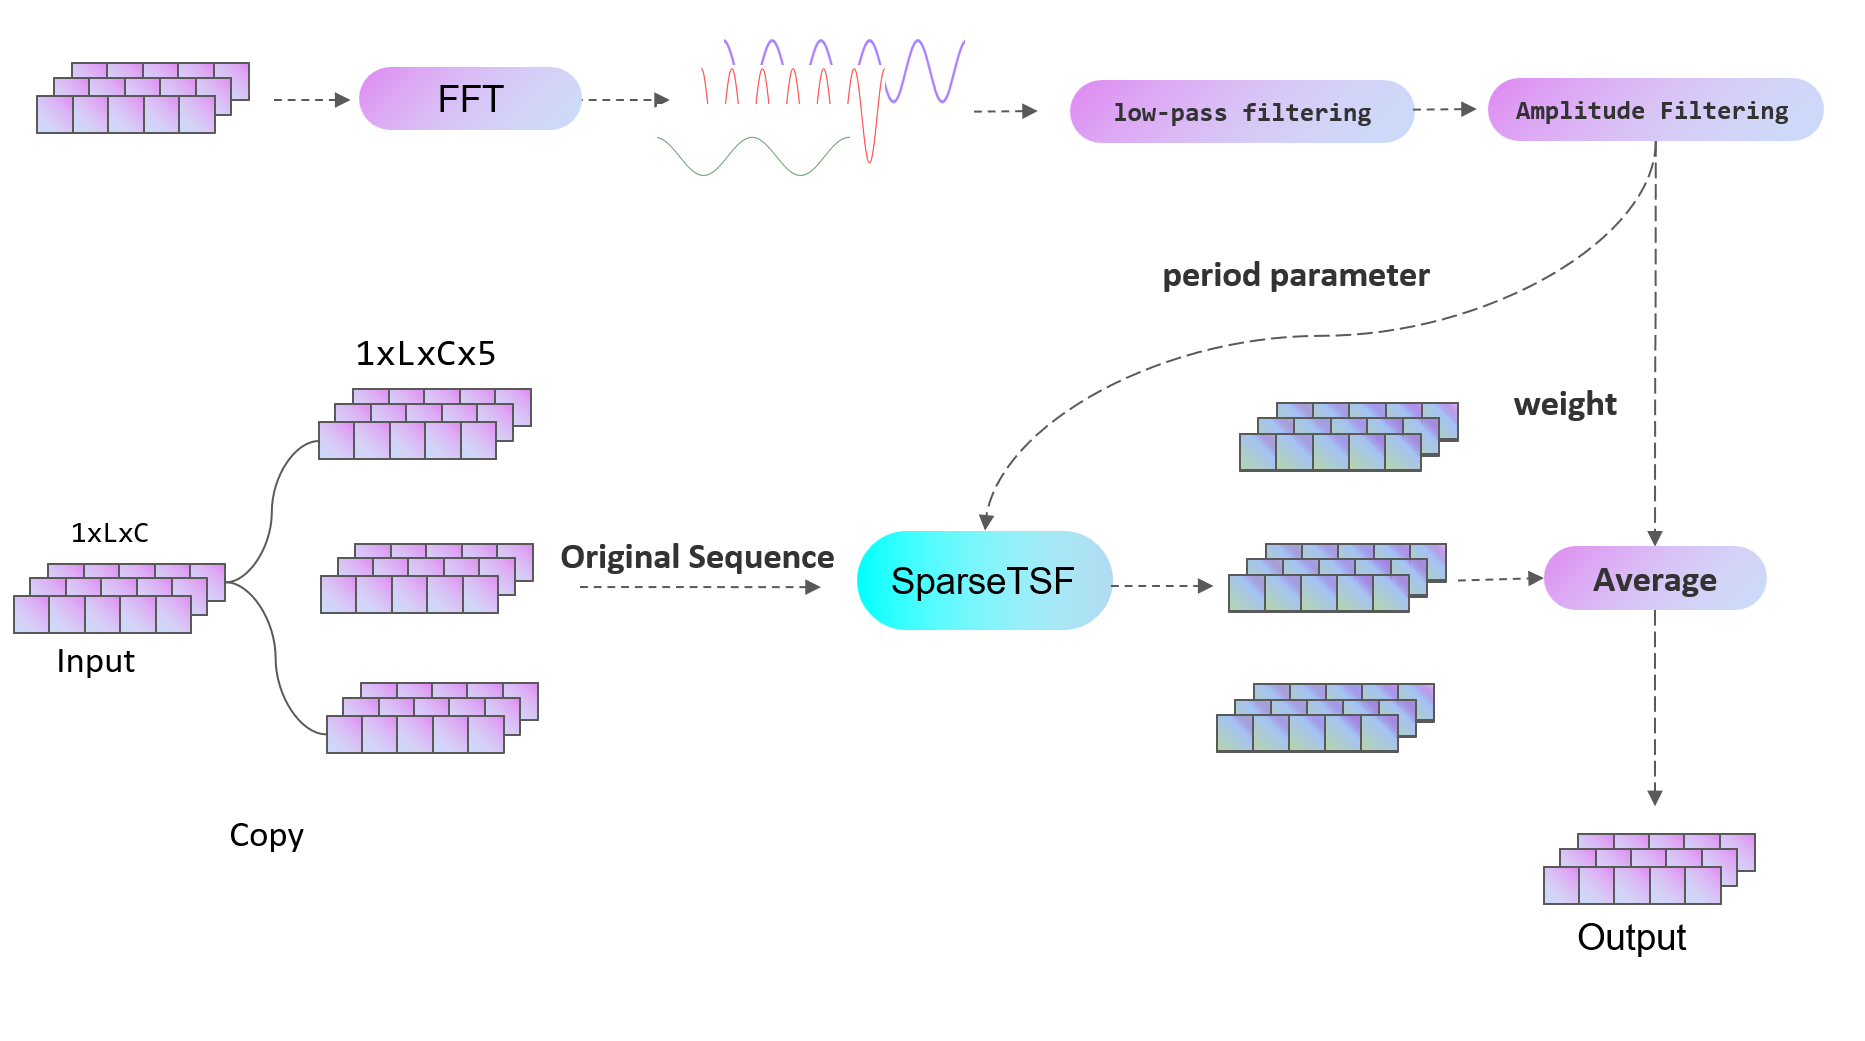 FFT
low-pass filtering
Amplitude Filtering
period parameter
1xLxCx5
weight
1xLxC
Original Sequence
SparseTSF
Average
Input
Copy
Output